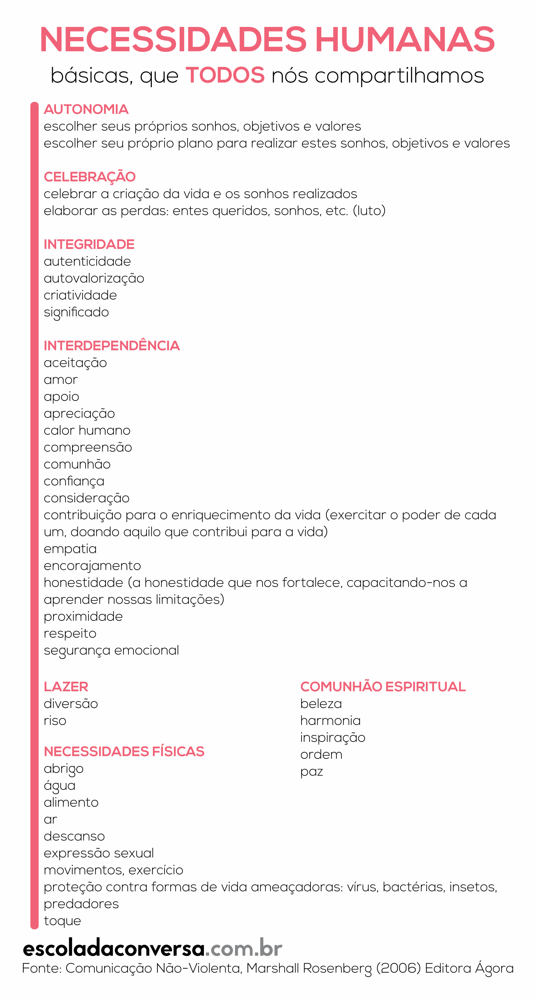 NECESSIDADES HUMANAS
básicas, que TODOS nós compartilhamos
AUTONOMIA
escolher seus próprios sonhos, objetivos e valores
escolher seu próprio plano para realizar estes sonhos, objetivos e valores
CELEBRAÇÃO
celebrar a criação da vida e os sonhos realizados
elaborar as perdas: entes queridos, sonhos, etc. (luto)
INTEGRIDADE
autenticidade
autovalorização
criatividade
significado
INTERDEPENDÊNCIA
aceitação
amor
apoio
apreciação
calor humano
compreensão
comunhão
confiança
consideração
contribuição para o enriquecimento da vida (exercitar o poder de cada
um, doando aquilo que contribui para a vida)
empatia
encorajamento
honestidade (a honestidade que nos fortalece, capacitando-nos a
aprender nossas limitações)
proximidade
respeito
segurança emocional
LAZER
diversão
riso
COMUNHÃO ESPIRITUAL
beleza
harmonia
inspiração
ordem
paz
NECESSIDADES FÍSICAS
abrigo
água
alimento
ar
descanso
expressão sexual
movimentos, exercício
proteção contra formas de vida ameaçadoras: vírus, bactérias, insetos,
predadores
toque
escoladaconversa.com.br
Fonte: Comunicação Não-Violenta, Marshall Rosenberg (2006) Editora Ágora